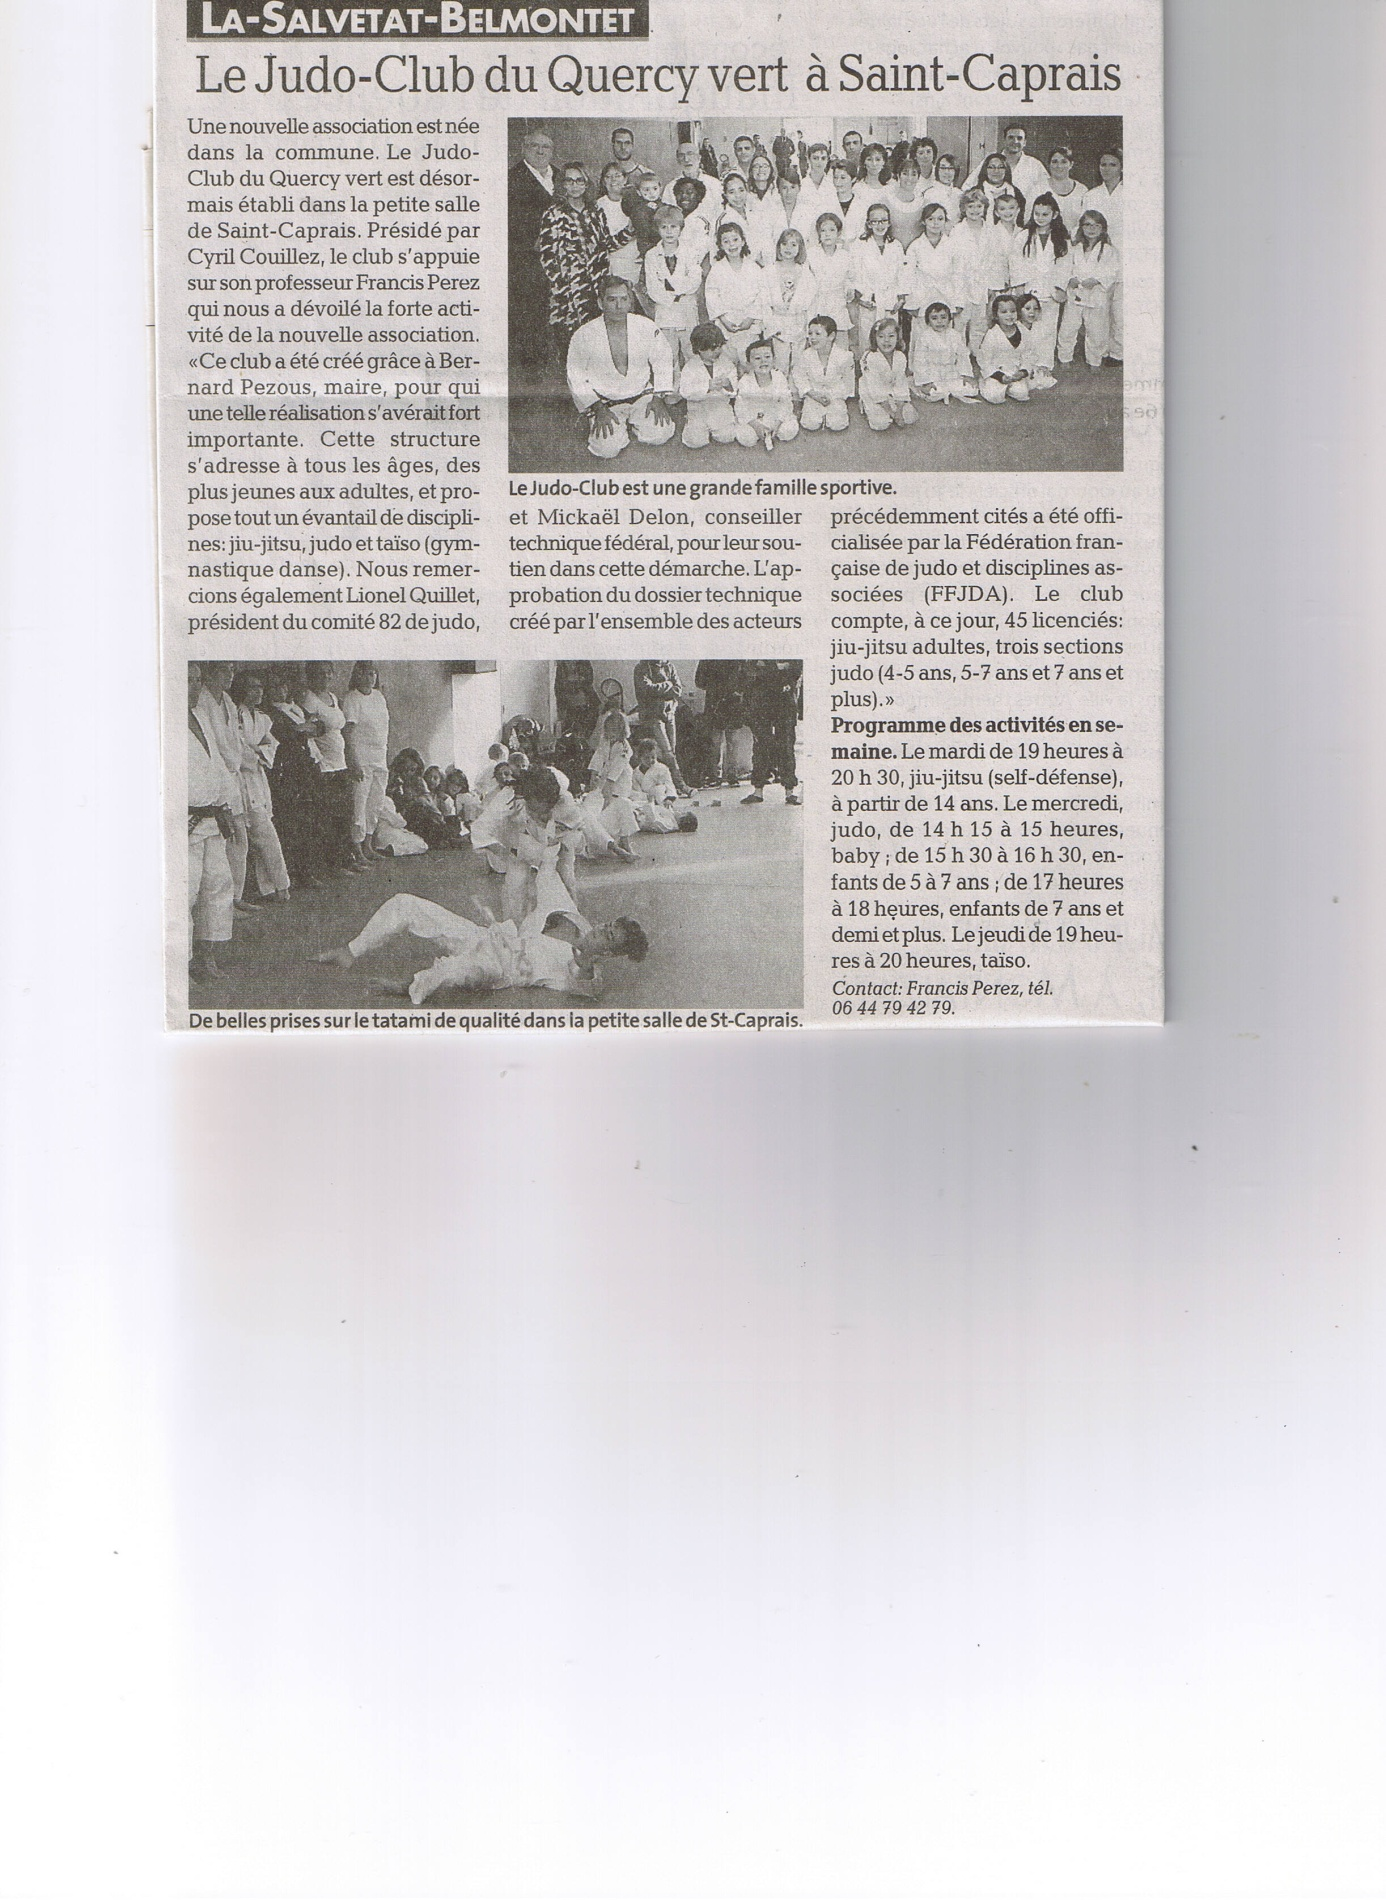 LA-SALVETAT-BELMONTET
Le Judo-Club du Quercy vert à Saint-Caprais
Une nouvelle association est née
dans la commune. Le Judo-
Club du Quercy vert est désor-
mais établi dans la petite salle
de Saint-Caprais. Présidé par
Cyril Couillez, le club s'appuie
sur son professeur Francis Perez
qui nous a dévoilé la forte acti-
vité de la nouvelle association.
«Ce club a été créé grâce à Ber-
nard Pezous, maire, pour qui
une telle réalisation s'avérait fort
importante. Cette structure
s'adresse à tous les âges, des
plus jeunes aux adultes, et pro-
pose tout un évantail de discipli-
nes: jiu-jitsu, judo et taïso (gym-
nastique danse). Nous remer-
cions également Lionel Quillet,
président du comité 82 de judo,
Le Judo-Club est une grande famille sportive.
et Mickaël Delon, conseiller
technique fédéral, pour leur sou-
tien dans cette démarche. L'ap-
probation du dossier technique
créé par l'ensemble des acteurs
précédemment cités a été offi-
cialisée par la Fédération fran-
çaise de judo et disciplines as-
sociées (FFJDA). Le club
compte, à ce jour, 45 licenciés:
jiu-jitsu adultes, trois sections
judo (4-5 ans, 5-7 ans et 7 ans et
plus).»
Programme des activités en se-
maine. Le mardi de 19 heures à
20 h 30, jiu-jitsu (self-défense),
à partir de 14 ans. Le mercredi,
judo, de 14 h 15 à 15 heures,
baby ; de 15 h 30 à 16 h 30, en-
fants de 5 à 7 ans ; de 17 heures
à 18 heures, enfants de 7 ans et
demi et plus. Le jeudi de 19 heu-
res à 20 heures, taïso.
Contact: Francis Perez, tél.
06 44 79 42 79.
De belles prises sur le tatami de qualité dans la petite salle de St-Caprais.